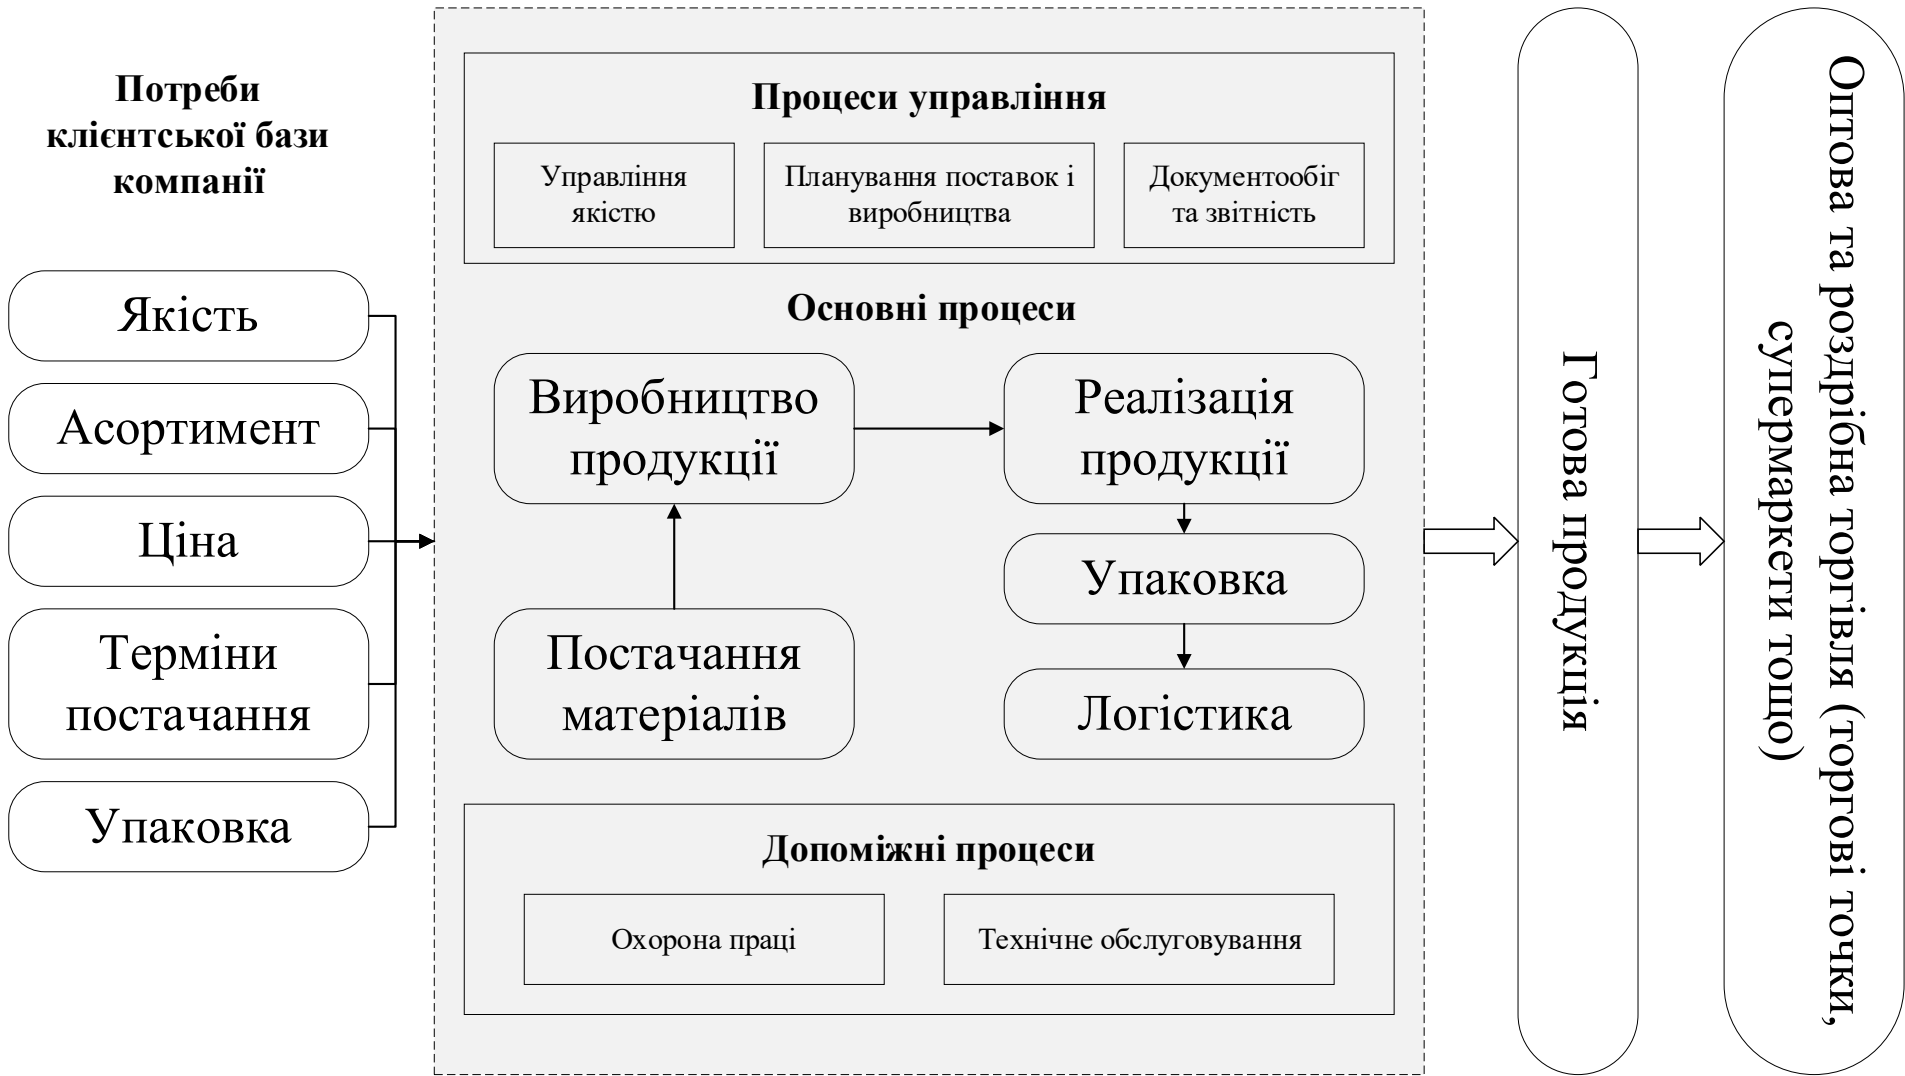 Потреби
клієнтської бази
компанії
Якість
Асортимент
Ціна
Терміни
постачання
Упаковка
Процеси управління
Управління
якістю
Планування поставок і
виробництва
Документообіг
та звітність
Основні процеси
Виробництво
продукції
Реалізація
продукції
Постачання
матеріалів
Упаковка
Логістика
Допоміжні процеси
Охорона праці
Технічне обслуговування
Готова продукція
Оптова та роздрібна торгівля (торгові точки,
супермаркети тощо)